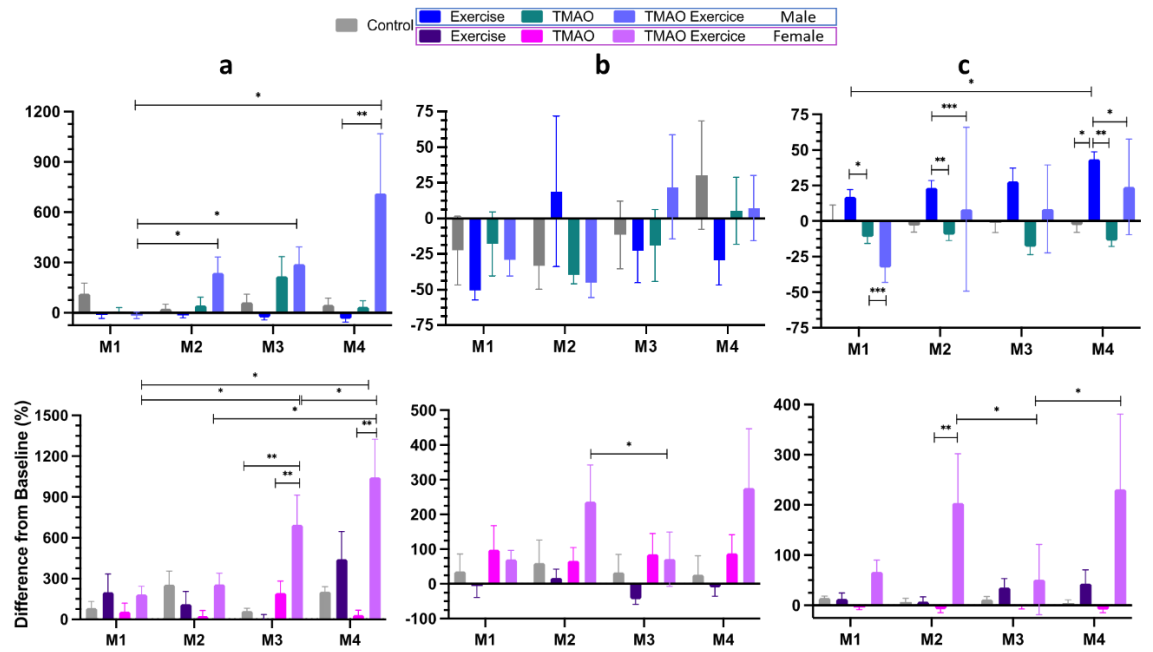 Control
Exercise TMAO TMAO Exercice Male
Exercise TMAO TMAO Exercice Female
a b c
* ** * *
1200
900
600
300
0
M1 M2 M3 M4
75
50
25
0
-25
-50
-75
M1 M2 M3 M4
* * *** *** ** * ** *
75
50
25
0
-25
-50
-75
M1 M2 M3 M4
Difference from Baseline (%)
* * * * ** ** **
1500
1200
900
600
300
0
M1 M2 M3 M4
*
500
400
300
200
100
0
-100
M1 M2 M3 M4
** * *
400
300
200
100
0
M1 M2 M3 M4